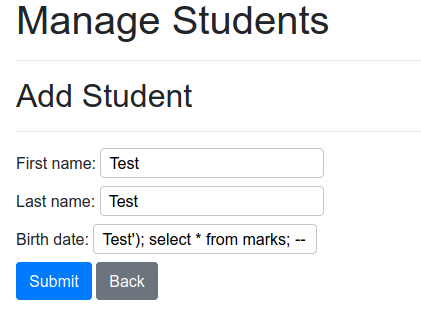 Manage Students
Add Student
First name: Test
Last name: Test
Birth date: Test'); select * from marks; --
Submit Back